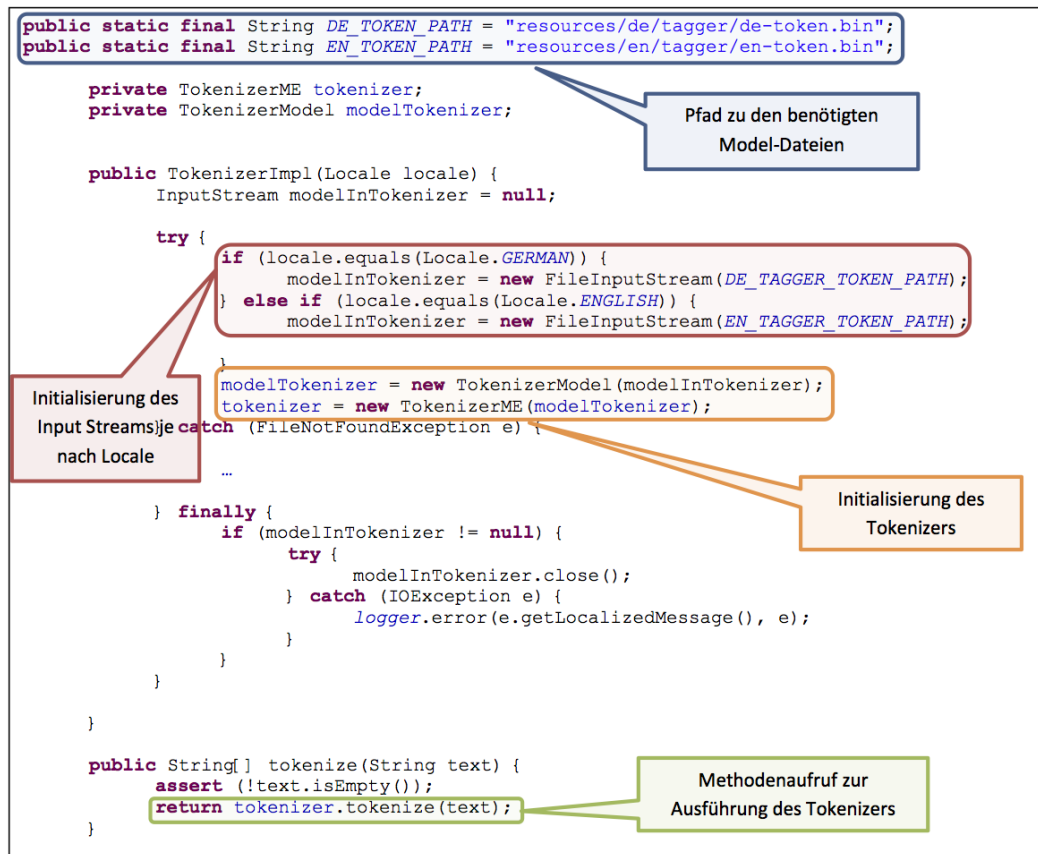 public static final String DE_TOKEN_PATH = "resources/de/tagger/de-token.bin";
public static final String EN_TOKEN_PATH = "resources/en/tagger/en-token.bin";
private TokenizerME tokenizer;
private TokenizerModel modelTokenizer;
Pfad zu den benötigten
Model-Dateien
public TokenizerImpl(Locale locale) {
InputStream modelInTokenizer = null;
try {
if (locale.equals(Locale.GERMAN)) {
modelInTokenizer = new FileInputStream(DE_TAGGER_TOKEN_PATH);
} else if (locale.equals(Locale.ENGLISH)) {
modelInTokenizer = new FileInputStream(EN_TAGGER_TOKEN_PATH);
}
modelTokenizer = new TokenizerModel(modelInTokenizer);
tokenizer = new TokenizerME(modelTokenizer);
} catch (FileNotFoundException e) {
Initialisierung des
Input Streams je
nach Locale
…
Initialisierung des
Tokenizers
} finally {
if (modelInTokenizer != null) {
try {
modelInTokenizer.close();
} catch (IOException e) {
logger.error(e.getLocalizedMessage(), e);
}
}
}
}
public String[] tokenize(String text) {
assert (!text.isEmpty());
return tokenizer.tokenize(text);
}
Methodenaufruf zur
Ausführung des Tokenizers